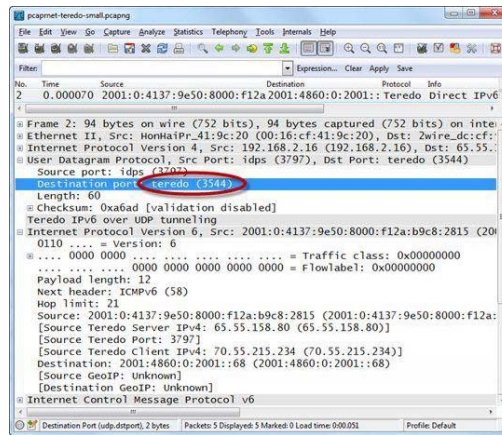 pcaprnet-teredo-small.pcapng
File Edit View Go Capture Analyze Statistics Telephony Tools Internals Help
Filter: Expression... Clear Apply Save
No. Time Source Destination Protocol Info
2 0.000070 2001:0:4137:9e50:8000:f12a 2001:4860:0:2001:: Teredo Direct IPv6
Frame 2: 94 bytes on wire (752 bits), 94 bytes captured (752 bits) on inte
Ethernet II, Src: HonHaiPr_41:9c:20 (00:16:cf:41:9c:20), Dst: 2wire_dc:cf:
Internet Protocol Version 4, Src: 192.168.2.16 (192.168.2.16), Dst: 65.55.
User Datagram Protocol, Src Port: idps (3797), Dst Port: teredo (3544)
Source port: idps (3797)
Destination port: teredo (3544)
Length: 60
Checksum: 0xa6ad [validation disabled]
Teredo IPv6 over UDP tunneling
Internet Protocol Version 6, Src: 2001:0:4137:9e50:8000:f12a:b9c8:2815 (20
0110 .... = Version: 6
.... 0000 0000 .... .... .... .... .... = Traffic class: 0x00000000
.... .... .... 0000 0000 0000 0000 0000 = Flowlabel: 0x00000000
Payload length: 12
Next header: ICMPv6 (58)
Hop limit: 21
Source: 2001:0:4137:9e50:8000:f12a:b9c8:2815 (2001:0:4137:9e50:8000:f12a:
[Source Teredo Server IPv4: 65.55.158.80 (65.55.158.80)]
[Source Teredo Port: 3797]
[Source Teredo Client IPv4: 70.55.215.234 (70.55.215.234)]
Destination: 2001:4860:0:2001::68 (2001:4860:0:2001::68)
[Source GeoIP: Unknown]
[Destination GeoIP: Unknown]
Internet Control Message Protocol v6
Destination Port (udp.dstport), 2 bytes Packets: 5 Displayed: 5 Marked: 0 Load time: 0:00.051 Profile: Default